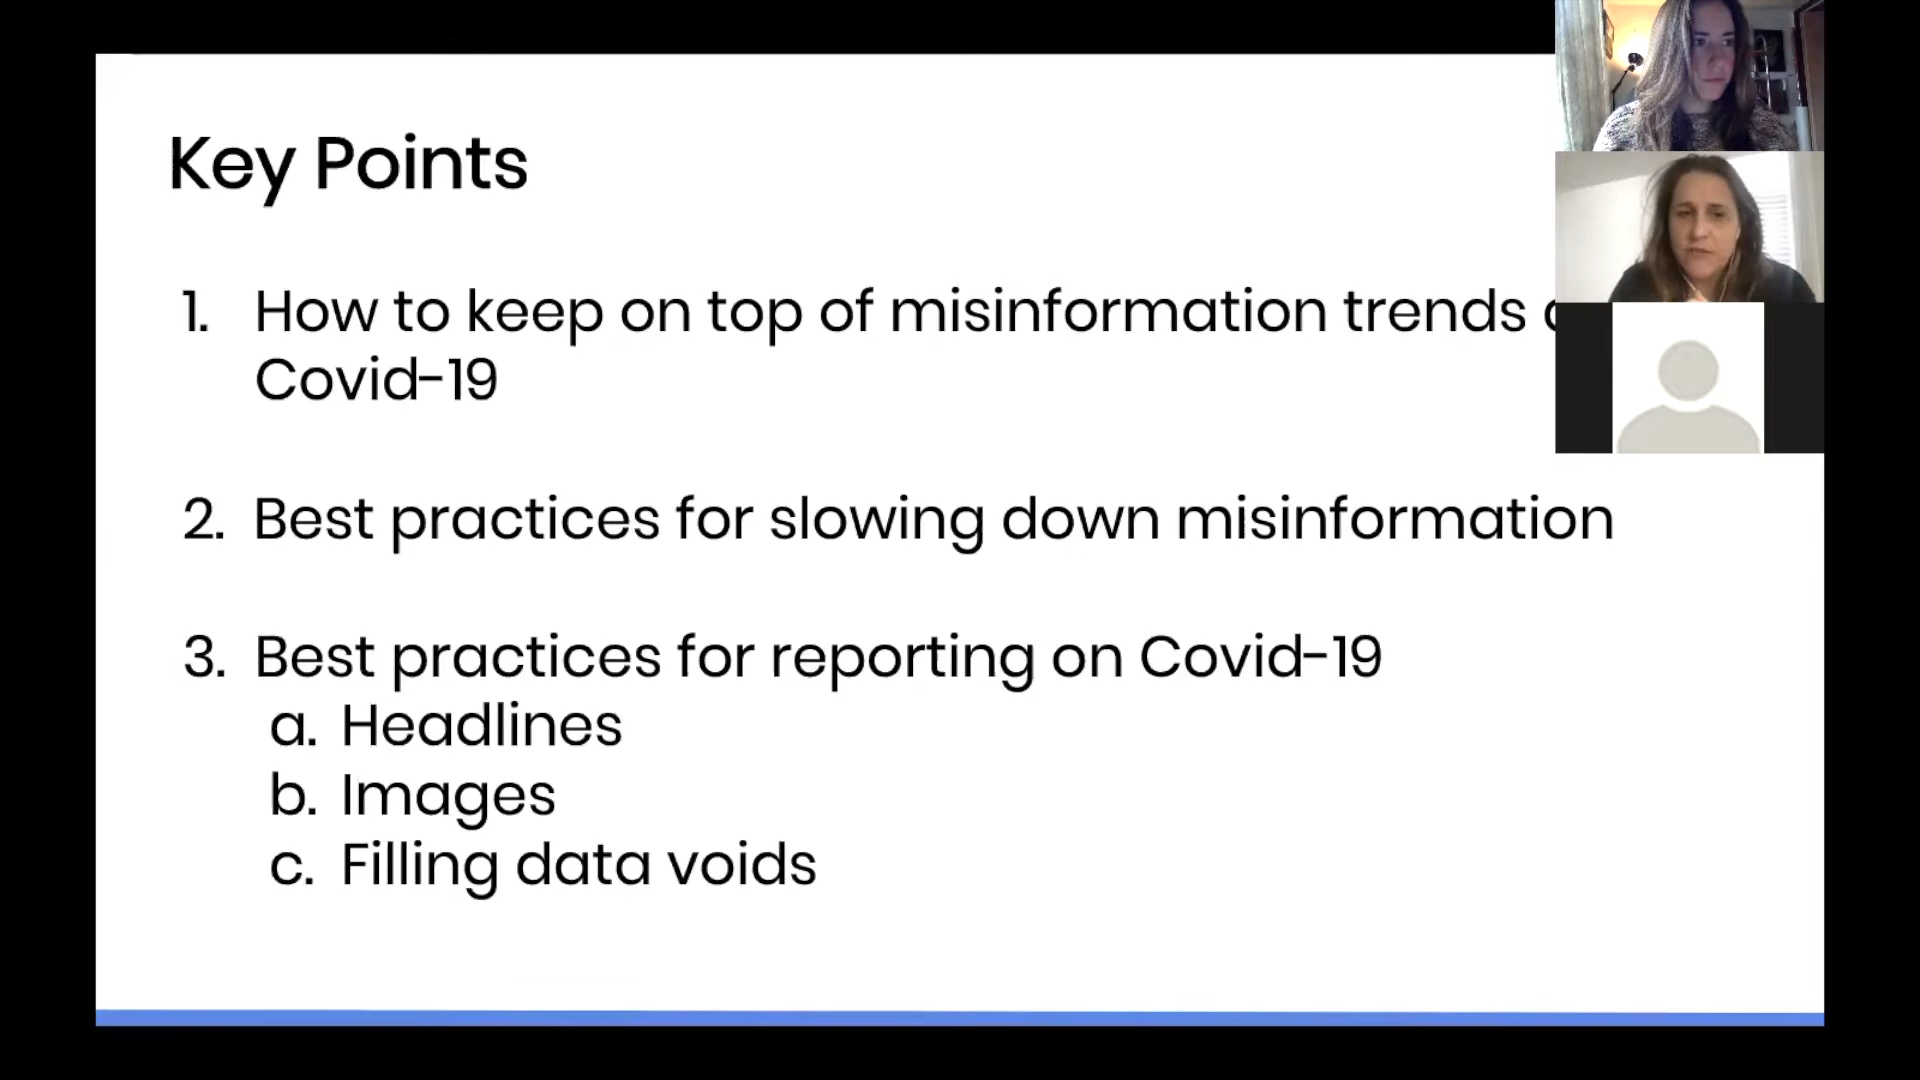 Key Points
1. How to keep on top of misinformation trends
Covid-19
2. Best practices for slowing down misinformation
3. Best practices for reporting on Covid-19
a. Headlines
b. Images
c. Filling data voids